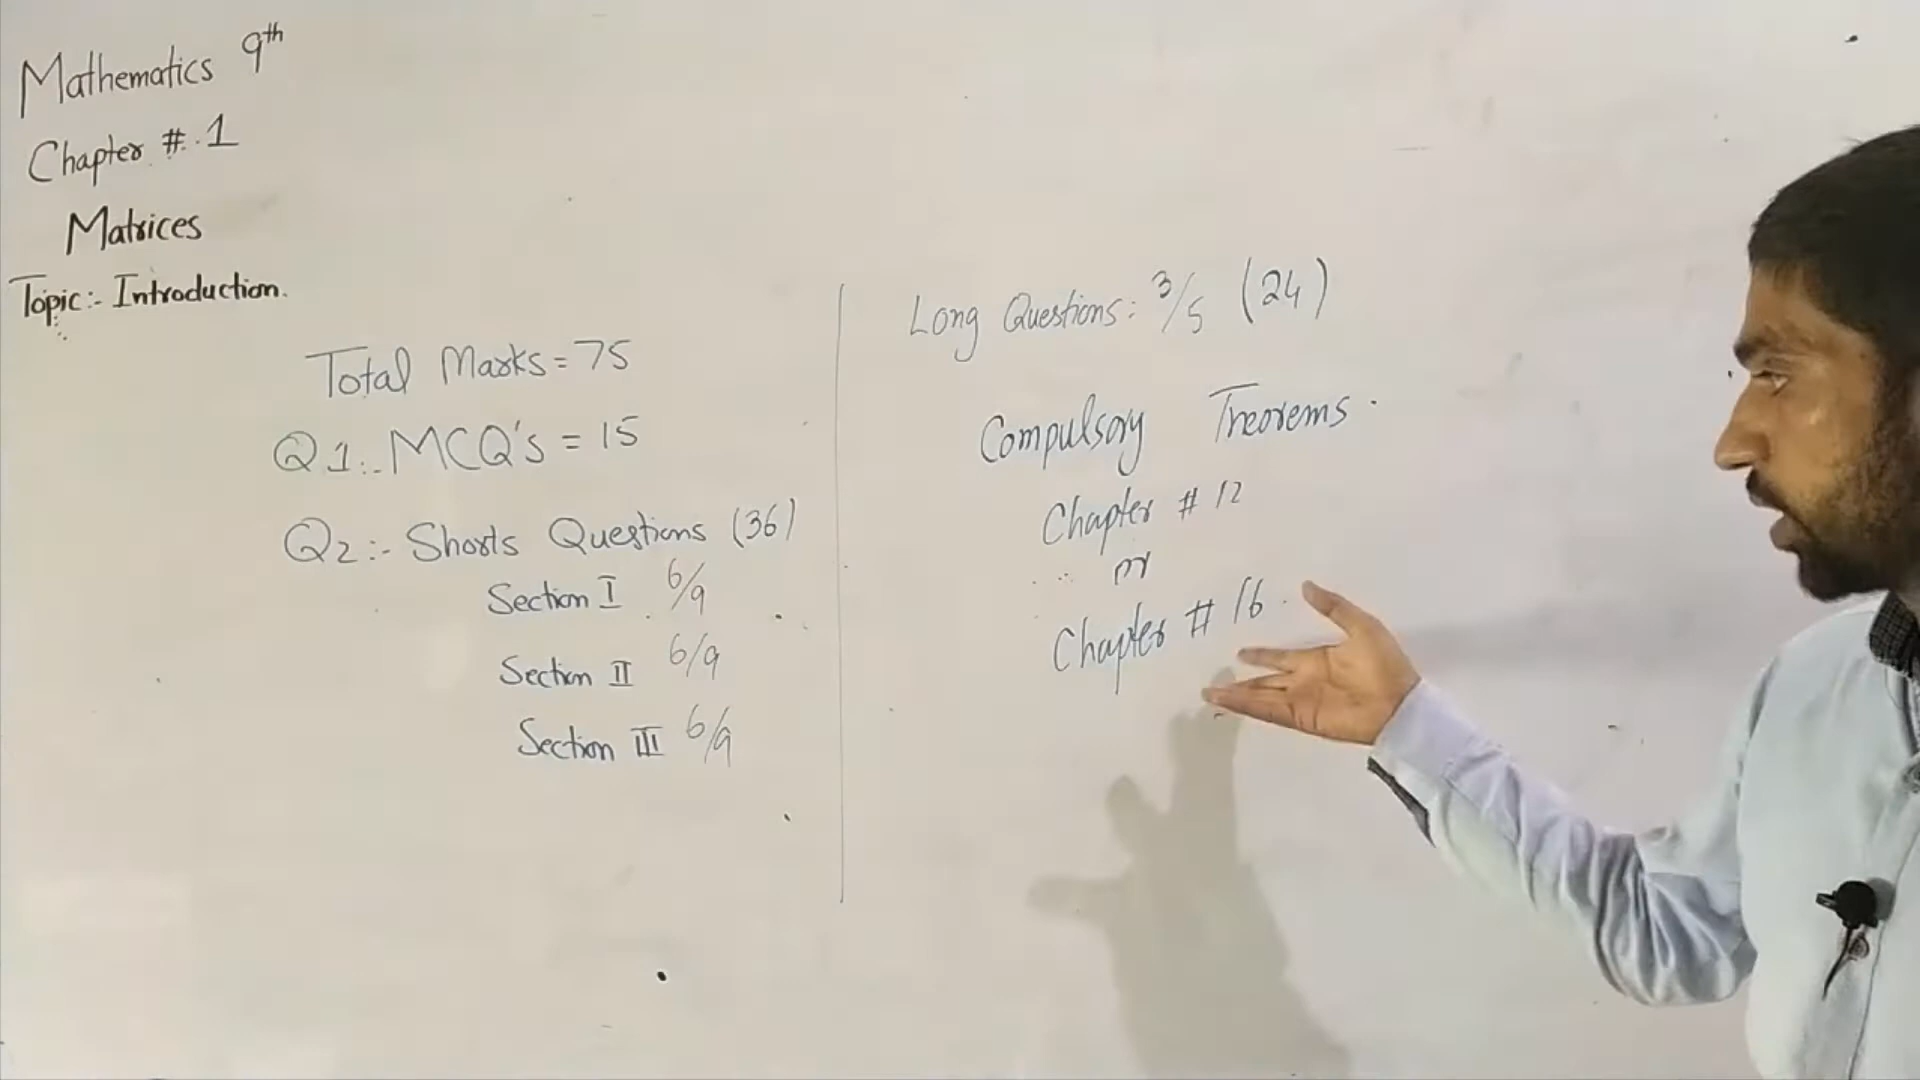 Mathematics 9th
Chapter # 1
Matrices
Topic:- Introduction.
Total Marks = 75
Q1:- MCQ's = 15
Q2:- Shorts Questions (36)
Section I 6/9
Section II 6/9
Section III 6/9
Long Questions: 3/5 (24)
Compulsory Theorems.
Chapter # 12
or
Chapter # 16